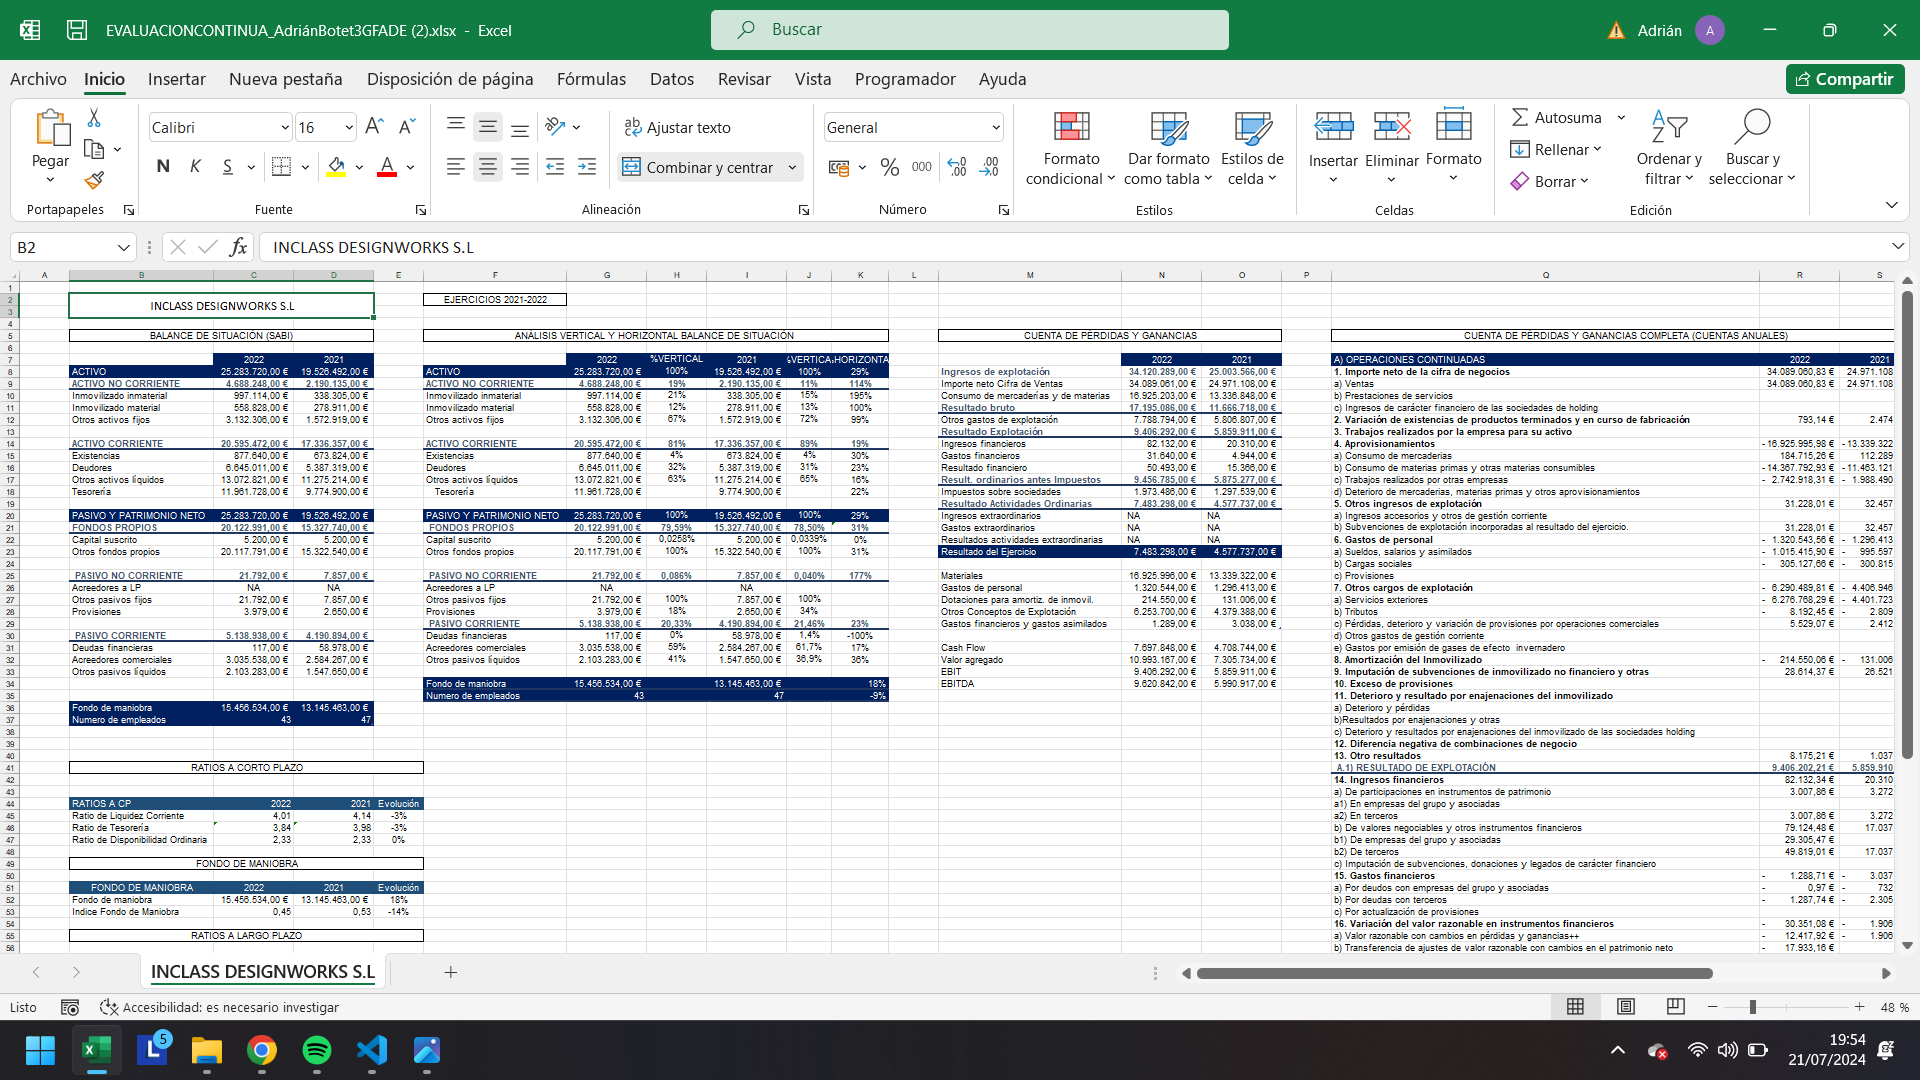 EVALUACIONCONTINUA_AdriánBotet3GFADE (2).xlsx - Excel
Buscar
Adrián
A
Archivo Inicio Insertar Nueva pestaña Disposición de página Fórmulas Datos Revisar Vista Programador Ayuda
Compartir
Pegar
Portapapeles
Calibri 16
N K S
Fuente
Ajustar texto
Combinar y centrar
Alineación
General
% 000
Número
Formato condicional
Dar formato como tabla
Estilos de celda
Estilos
Insertar Eliminar Formato
Celdas
Autosuma
Rellenar
Borrar
Ordenar y filtrar
Buscar y seleccionar
Edición
B2
fx INCLASS DESIGNWORKS S.L
A B C D E F G H I J K L M N O P Q R S
INCLASS DESIGNWORKS S.L
EJERCICIOS 2021-2022
BALANCE DE SITUACIÓN (SABI)
2022 2021
ACTIVO 25.283.720,00 € 19.526.492,00 €
ACTIVO NO CORRIENTE 4.688.248,00 € 2.190.135,00 €
Inmovilizado inmaterial 997.114,00 € 338.305,00 €
Inmovilizado material 558.828,00 € 278.911,00 €
Otros activos fijos 3.132.306,00 € 1.572.919,00 €
ACTIVO CORRIENTE 20.595.472,00 € 17.336.357,00 €
Existencias 877.640,00 € 673.824,00 €
Deudores 6.645.011,00 € 5.387.319,00 €
Otros activos líquidos 13.072.821,00 € 11.275.214,00 €
Tesorería 11.961.728,00 € 9.774.900,00 €
PASIVO Y PATRIMONIO NETO 25.283.720,00 € 19.526.492,00 €
FONDOS PROPIOS 20.122.991,00 € 15.327.740,00 €
Capital suscrito 5.200,00 € 5.200,00 €
Otros fondos propios 20.117.791,00 € 15.322.540,00 €
PASIVO NO CORRIENTE 21.792,00 € 7.857,00 €
Acreedores a LP NA NA
Otros pasivos fijos 21.792,00 € 7.857,00 €
Provisiones 3.979,00 € 2.650,00 €
PASIVO CORRIENTE 5.138.938,00 € 4.190.894,00 €
Deudas financieras 117,00 € 58.978,00 €
Acreedores comerciales 3.035.538,00 € 2.584.267,00 €
Otros pasivos líquidos 2.103.283,00 € 1.547.650,00 €
Fondo de maniobra 15.456.534,00 € 13.145.463,00 €
Numero de empleados 43 47
RATIOS A CORTO PLAZO
RATIOS A CP 2022 2021 Evolución
Ratio de Liquidez Corriente 4,01 4,14 -3%
Ratio de Tesorería 3,84 3,98 -3%
Ratio de Disponibilidad Ordinaria 2,33 2,33 0%
FONDO DE MANIOBRA
FONDO DE MANIOBRA 2022 2021 Evolución
Fondo de maniobra 15.456.534,00 € 13.145.463,00 € 18%
Indice Fondo de Maniobra 0,45 0,53 -14%
RATIOS A LARGO PLAZO
ANÁLISIS VERTICAL Y HORIZONTAL BALANCE DE SITUACIÓN
2022 %VERTICAL 2021 %VERTICAL HORIZONTA
ACTIVO 25.283.720,00 € 100% 19.526.492,00 € 100% 29%
ACTIVO NO CORRIENTE 4.688.248,00 € 19% 2.190.135,00 € 11% 114%
Inmovilizado inmaterial 997.114,00 € 21% 338.305,00 € 15% 195%
Inmovilizado material 558.828,00 € 12% 278.911,00 € 13% 100%
Otros activos fijos 3.132.306,00 € 67% 1.572.919,00 € 72% 99%
ACTIVO CORRIENTE 20.595.472,00 € 81% 17.336.357,00 € 89% 19%
Existencias 877.640,00 € 4% 673.824,00 € 4% 30%
Deudores 6.645.011,00 € 32% 5.387.319,00 € 31% 23%
Otros activos líquidos 13.072.821,00 € 63% 11.275.214,00 € 65% 16%
Tesorería 11.961.728,00 € 9.774.900,00 € 22%
PASIVO Y PATRIMONIO NETO 25.283.720,00 € 100% 19.526.492,00 € 100% 29%
FONDOS PROPIOS 20.122.991,00 € 79,59% 15.327.740,00 € 78,50% 31%
Capital suscrito 5.200,00 € 0,0258% 5.200,00 € 0,0339% 0%
Otros fondos propios 20.117.791,00 € 100% 15.322.540,00 € 100% 31%
PASIVO NO CORRIENTE 21.792,00 € 0,086% 7.857,00 € 0,040% 177%
Acreedores a LP NA NA
Otros pasivos fijos 21.792,00 € 100% 7.857,00 € 100%
Provisiones 3.979,00 € 18% 2.650,00 € 34%
PASIVO CORRIENTE 5.138.938,00 € 20,33% 4.190.894,00 € 21,46% 23%
Deudas financieras 117,00 € 0% 58.978,00 € 1,4% -100%
Acreedores comerciales 3.035.538,00 € 59% 2.584.267,00 € 61,7% 17%
Otros pasivos líquidos 2.103.283,00 € 41% 1.547.650,00 € 36,9% 36%
Fondo de maniobra 15.456.534,00 € 13.145.463,00 € 18%
Numero de empleados 43 47 -9%
CUENTA DE PÉRDIDAS Y GANANCIAS
2022 2021
Ingresos de explotación 34.120.289,00 € 25.003.566,00 €
Importe neto Cifra de Ventas 34.089.061,00 € 24.971.108,00 €
Consumo de mercaderías y de materias 16.925.203,00 € 13.336.848,00 €
Resultado bruto 17.195.086,00 € 11.666.718,00 €
Otros gastos de explotación 7.788.794,00 € 5.806.807,00 €
Resultado Explotación 9.406.292,00 € 5.859.911,00 €
Ingresos financieros 82.132,00 € 20.310,00 €
Gastos financieros 31.640,00 € 4.944,00 €
Resultado financiero 50.493,00 € 15.366,00 €
Result. ordinarios antes Impuestos 9.456.785,00 € 5.875.277,00 €
Impuestos sobre sociedades 1.973.486,00 € 1.297.539,00 €
Resultado Actividades Ordinarias 7.483.298,00 € 4.577.737,00 €
Ingresos extraordinarios NA NA
Gastos extraordinarios NA NA
Resultados actividades extraordinarias NA NA
Resultado del Ejercicio 7.483.298,00 € 4.577.737,00 €
Materiales 16.925.996,00 € 13.339.322,00 €
Gastos de personal 1.320.544,00 € 1.296.413,00 €
Dotaciones para amortiz. de inmovil. 214.550,00 € 131.006,00 €
Otros Conceptos de Explotación 6.253.700,00 € 4.379.388,00 €
Gastos financieros y gastos asimilados 1.289,00 € 3.038,00 €
Cash Flow 7.697.848,00 € 4.708.744,00 €
Valor agregado 10.993.167,00 € 7.305.734,00 €
EBIT 9.406.292,00 € 5.859.911,00 €
EBITDA 9.620.842,00 € 5.990.917,00 €
CUENTA DE PÉRDIDAS Y GANANCIAS COMPLETA (CUENTAS ANUALES)
A) OPERACIONES CONTINUADAS 2022 2021
1. Importe neto de la cifra de negocios 34.089.060,83 € 24.971.108
a) Ventas 34.089.060,83 € 24.971.108
b) Prestaciones de servicios
c) Ingresos de carácter financiero de las sociedades de holding
2. Variación de existencias de productos terminados y en curso de fabricación 793,14 € 2.474
3. Trabajos realizados por la empresa para su activo
4. Aprovisionamientos - 16.925.995,98 € - 13.339.322
a) Consumo de mercaderías 184.715,26 € 112.289
b) Consumo de materias primas y otras materias consumibles - 14.367.792,93 € - 11.463.121
c) Trabajos realizados por otras empresas - 2.742.918,31 € - 1.988.490
d) Deterioro de mercaderías, materias primas y otros aprovisionamientos
5. Otros ingresos de explotación 31.228,01 € 32.457
a) Ingresos accesorios y otros de gestión corriente
b) Subvenciones de explotación incorporadas al resultado del ejercicio. 31.228,01 € 32.457
6. Gastos de personal - 1.320.543,56 € - 1.296.413
a) Sueldos, salarios y asimilados - 1.015.415,90 € - 995.597
b) Cargas sociales - 305.127,66 € - 300.815
c) Provisiones
7. Otros cargos de explotación - 6.290.489,81 € - 4.406.946
a) Servicios exteriores - 6.276.768,29 € - 4.401.723
b) Tributos - 8.192,45 € - 2.809
c) Pérdidas, deterioro y variación de provisiones por operaciones comerciales - 5.529,07 € - 2.412
d) Otros gastos de gestión corriente
e) Gastos por emisión de gases de efecto invernadero
8. Amortización del Inmovilizado - 214.550,06 € - 131.006
9. Imputación de subvenciones de inmovilizado no financiero y otras 28.614,37 € 26.521
10. Exceso de provisiones
11. Deterioro y resultado por enajenaciones del inmovilizado
a) Deterioro y pérdidas
b)Resultados por enajenaciones y otras
c) Deterioro y resultados por enajenaciones del inmovilizado de las sociedades holding
12. Diferencia negativa de combinaciones de negocio
13. Otro resultados 8.175,21 € 1.037
A.1) RESULTADO DE EXPLOTACIÓN 9.406.202,21 € 5.859.910
14. Ingresos financieros 82.132,34 € 20.310
a) De participaciones en instrumentos de patrimonio 3.007,86 € 3.272
a1) En empresas del grupo y asociadas
a2) En terceros 3.007,86 € 3.272
b) De valores negociables y otros instrumentos financieros 79.124,48 € 17.037
b1) De empresas del grupo y asociadas 29.305,47 €
b2) De terceros 49.819,01 € 17.037
c) Imputación de subvenciones, donaciones y legados de carácter financiero
15. Gastos financieros - 1.288,71 € - 3.037
a) Por deudos con empresas del grupo y asociadas - 0,97 € - 732
b) Por deudas con terceros - 1.287,74 € - 2.305
c) Por actualización de provisiones
16. Variación del valor razonable en instrumentos financieros - 30.351,08 € - 1.906
a) Valor razonable con cambios en pérdidas y ganancias++ - 12.417,92 € - 1.906
b) Transferencia de ajustes de valor razonable con cambios en el patrimonio neto - 17.933,16 €
INCLASS DESIGNWORKS S.L
Listo
Accesibilidad: es necesario investigar
48 %
L 5
19:54
21/07/2024